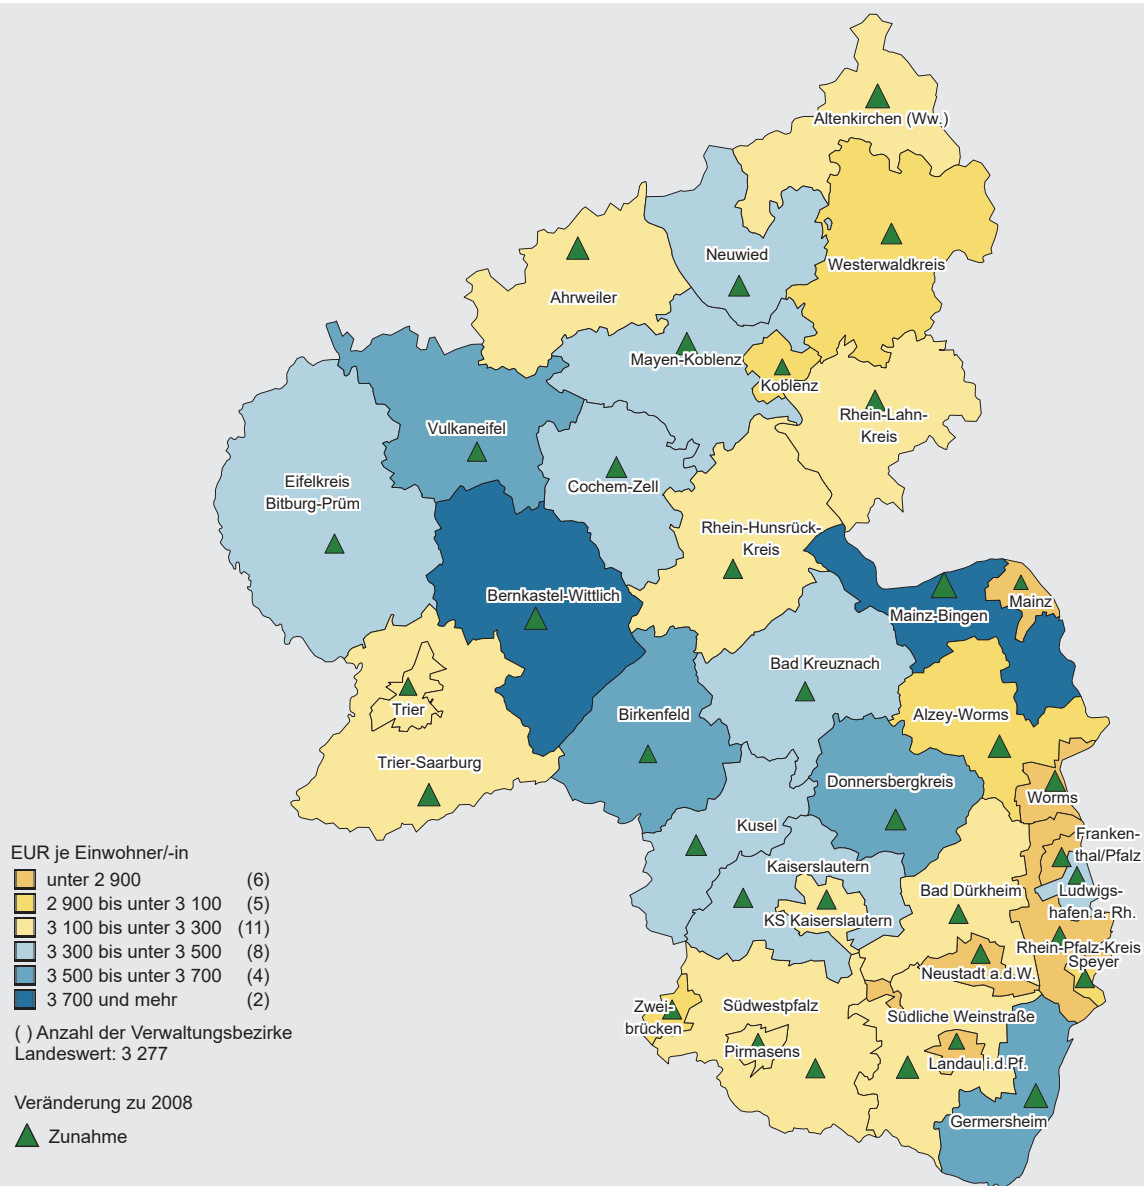 Altenkirchen (Ww.)
Neuwied
Westerwaldkreis
Ahrweiler
Mayen-Koblenz
Koblenz
Rhein-Lahn-
Kreis
Vulkaneifel
Eifelkreis
Bitburg-Prüm
Cochem-Zell
Rhein-Hunsrück-
Kreis
Bernkastel-Wittlich
Mainz
Mainz-Bingen
Bad Kreuznach
Trier
Birkenfeld
Alzey-Worms
Trier-Saarburg
Donnersbergkreis
Worms
Kusel
Franken-
thal/Pfalz
Kaiserslautern
Bad Dürkheim
Ludwigs-
hafen a. Rh.
KS Kaiserslautern
Rhein-Pfalz-Kreis
Speyer
Neustadt a.d.W.
Zwei-
brücken
Südwestpfalz
Südliche Weinstraße
Pirmasens
Landau i.d.Pf.
Germersheim
EUR je Einwohner/-in
unter 2 900 (6)
2 900 bis unter 3 100 (5)
3 100 bis unter 3 300 (11)
3 300 bis unter 3 500 (8)
3 500 bis unter 3 700 (4)
3 700 und mehr (2)
( ) Anzahl der Verwaltungsbezirke
Landeswert: 3 277
Veränderung zu 2008
Zunahme